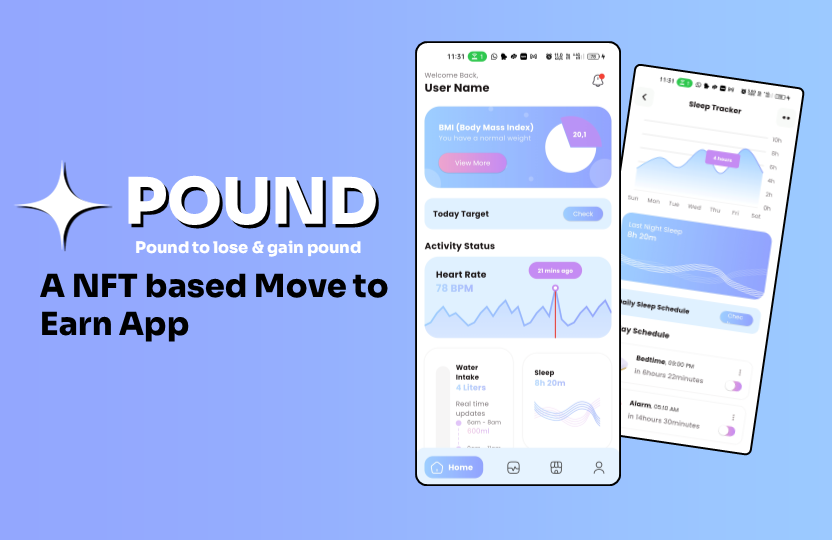 POUND
Pound to lose & gain pound
A NFT based Move to
Earn App
11:31
1
Welcome Back,
User Name
BMI (Body Mass Index)
You have a normal weight
20,1
View More
Today Target
Check
Activity Status
Heart Rate
78 BPM
21 mins ago
Water
Intake
4 Liters
Real time
updates
6am - 8am
600ml
Sleep
8h 20m
Home
11:31
1
Sleep Tracker
10h
8h
6h
4h
2h
0h
4 hours
Sun Mon Tue Wed Thu Fri Sat
Last Night Sleep
8h 20m
Daily Sleep Schedule
Chec
ay Schedule
Bedtime, 09:00 PM
in 6hours 22minutes
Alarm, 05:10 AM
in 14hours 30minutes